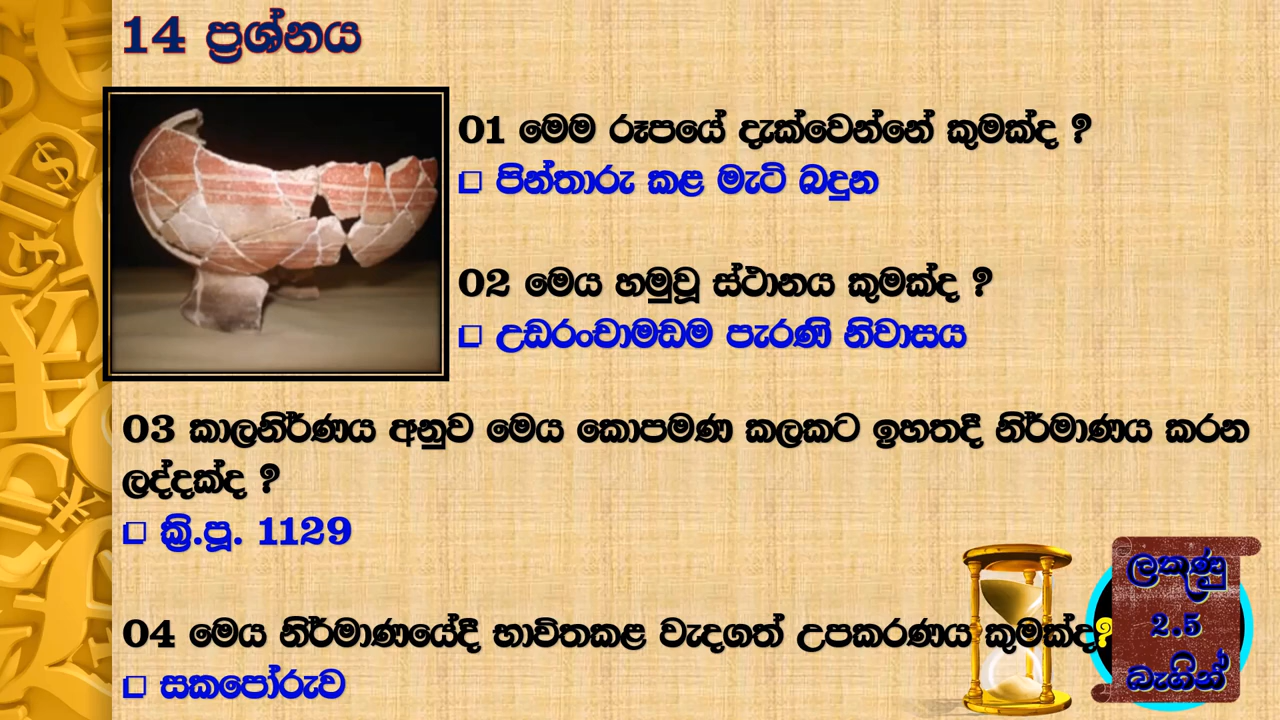 14 ප්‍රශ්නය
01 මෙම රූපයේ දැක්වෙන්නේ කුමක්ද ?
□ පින්තාරු කළ මැටි බදුන
02 මෙය හමුවූ ස්ථානය කුමක්ද ?
□ උඩරංචාමඩම පැරණි නිවාසය
03 කාලනිර්ණය අනුව මෙය කොපමණ කලකට ඉහතදී නිර්මාණය කරන
ලද්දක්ද ?
□ ක්‍රි.පූ. 1129
04 මෙය නිර්මාණයේදී භාවිතකළ වැදගත් උපකරණය කුමක්ද?
□ සකපෝරුව
ලකුණු
2.5
බැගින්